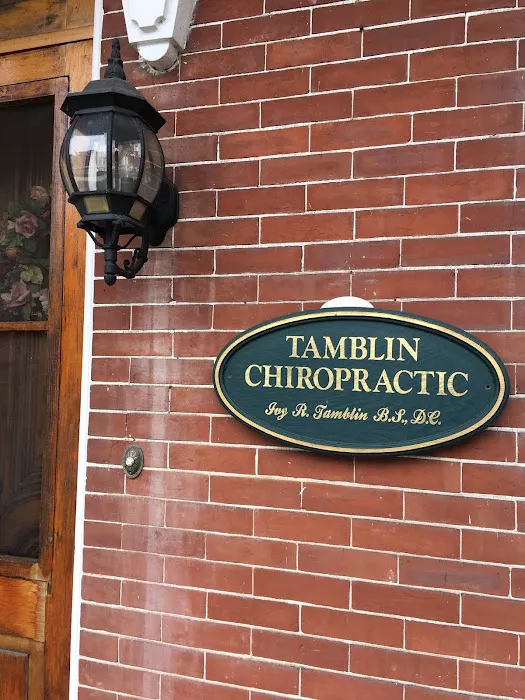 TAMBLIN
CHIROPRACTIC
Ivy R. Tamblin B.S., D.C.